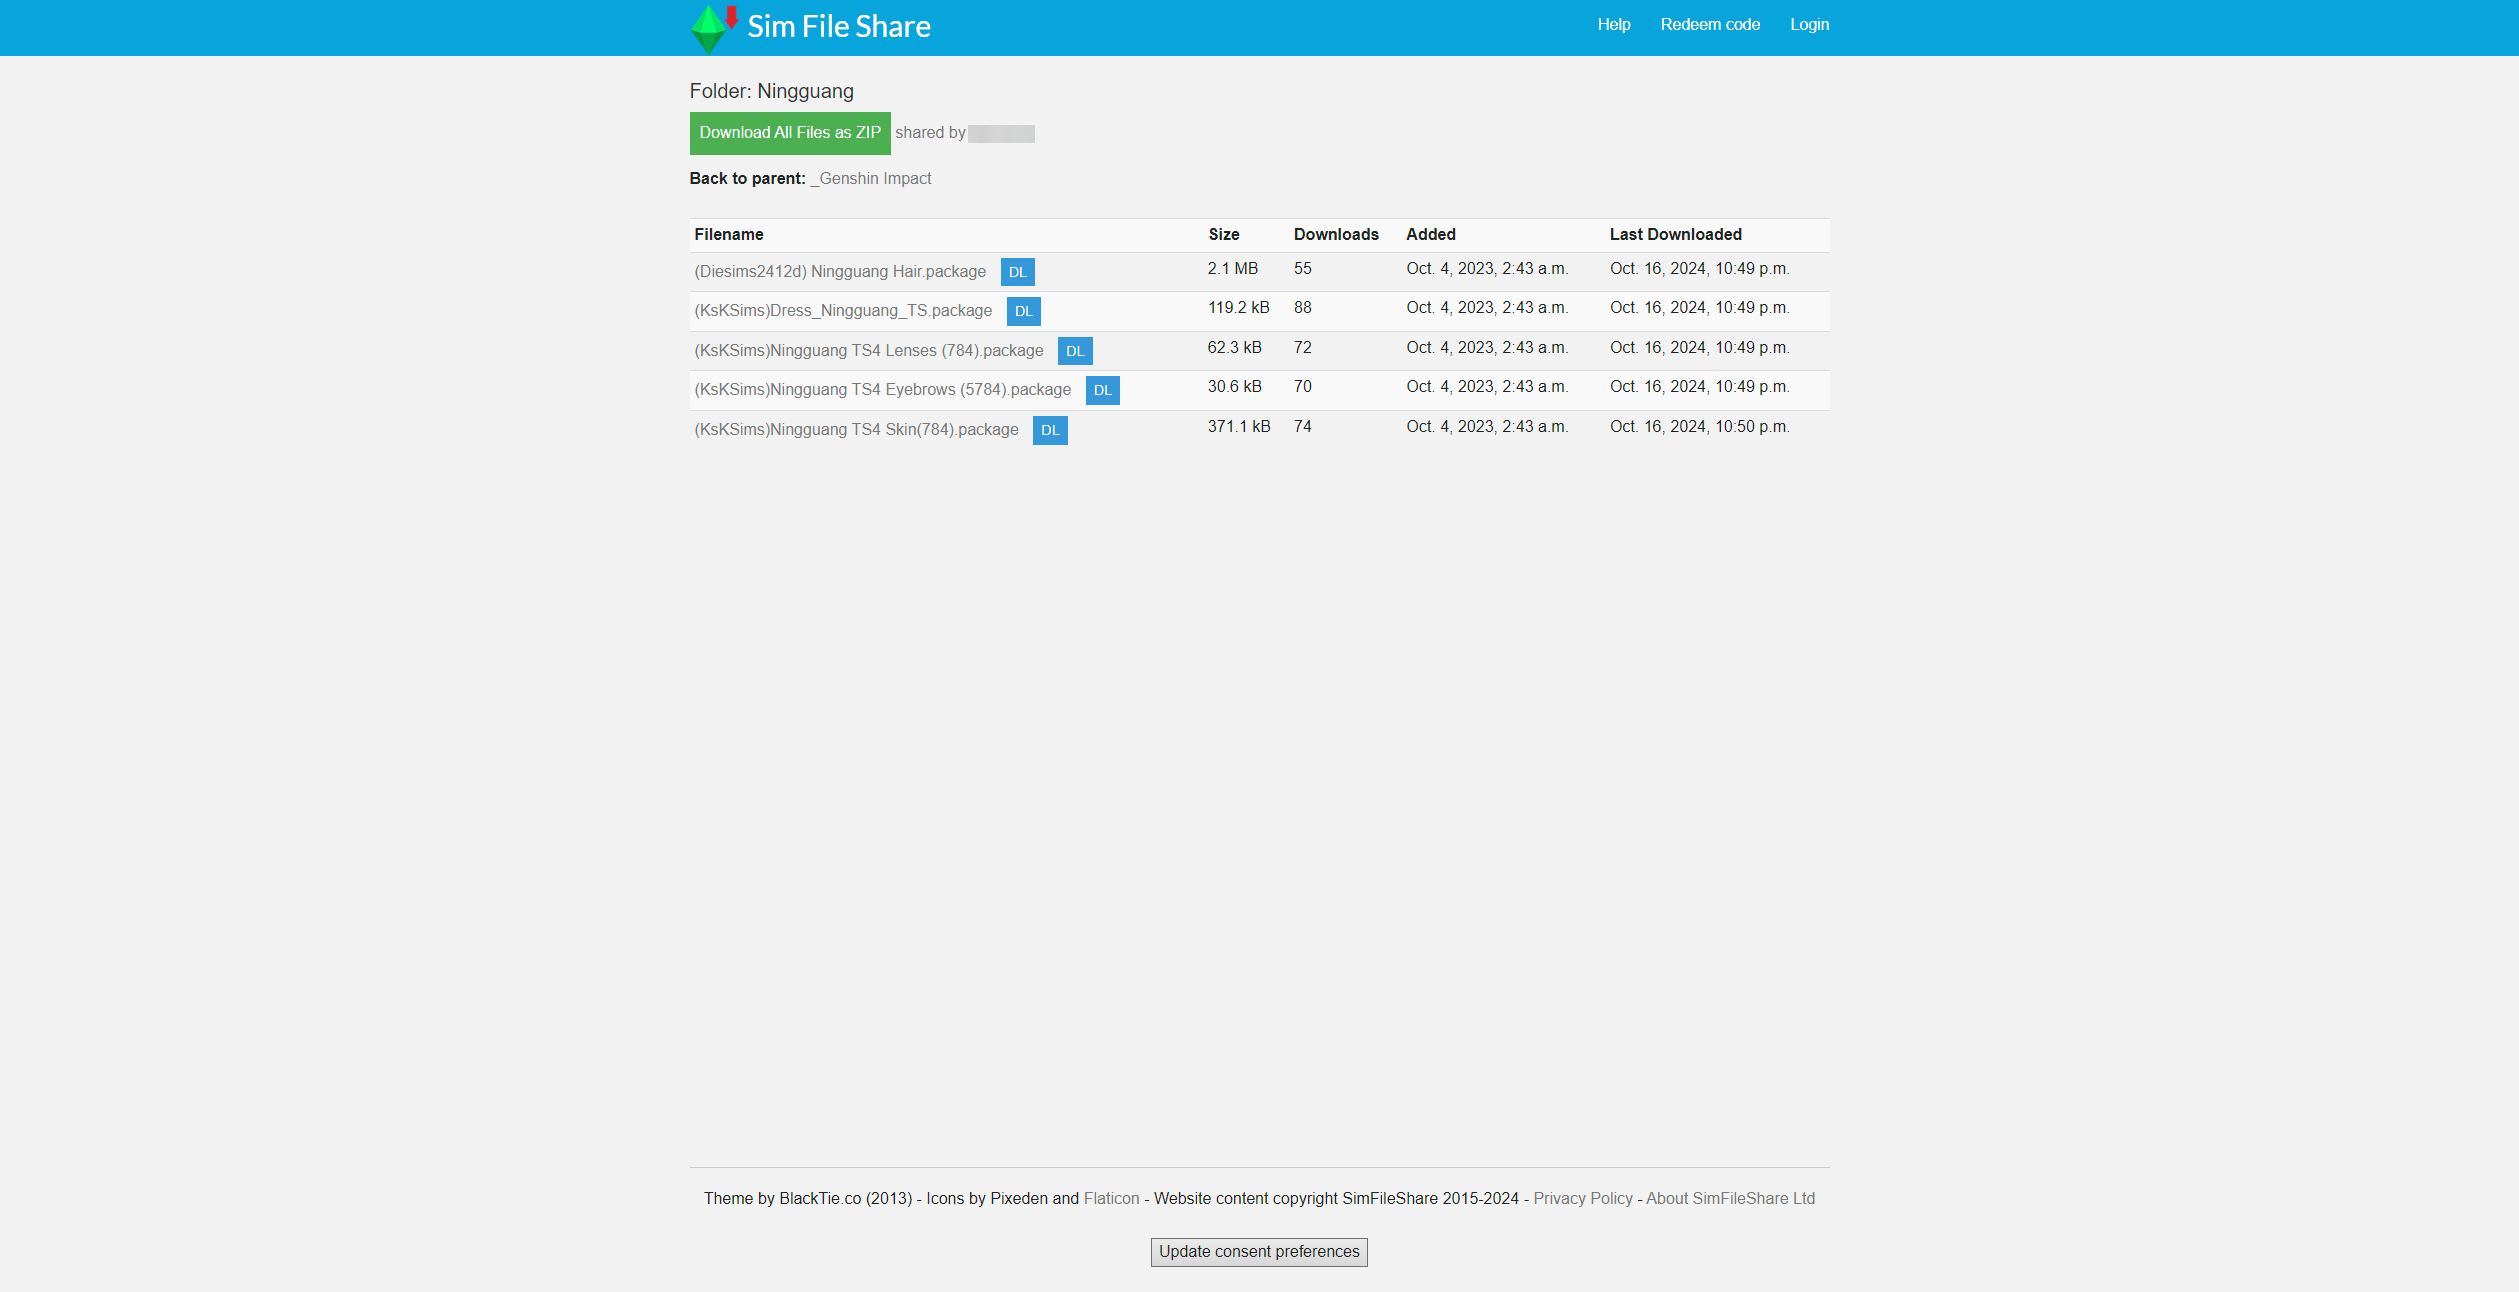 Sim File Share
Help Redeem code Login
Folder: Ningguang
Download All Files as ZIP shared by
Back to parent: _Genshin Impact
Filename Size Downloads Added Last Downloaded
(Diesims2412d) Ningguang Hair.package DL 2.1 MB 55 Oct. 4, 2023, 2:43 a.m. Oct. 16, 2024, 10:49 p.m.
(KsKSims)Dress_Ningguang_TS.package DL 119.2 kB 88 Oct. 4, 2023, 2:43 a.m. Oct. 16, 2024, 10:49 p.m.
(KsKSims)Ningguang TS4 Lenses (784).package DL 62.3 kB 72 Oct. 4, 2023, 2:43 a.m. Oct. 16, 2024, 10:49 p.m.
(KsKSims)Ningguang TS4 Eyebrows (5784).package DL 30.6 kB 70 Oct. 4, 2023, 2:43 a.m. Oct. 16, 2024, 10:49 p.m.
(KsKSims)Ningguang TS4 Skin(784).package DL 371.1 kB 74 Oct. 4, 2023, 2:43 a.m. Oct. 16, 2024, 10:50 p.m.
Theme by BlackTie.co (2013) - Icons by Pixeden and Flaticon - Website content copyright SimFileShare 2015-2024 - Privacy Policy - About SimFileShare Ltd
Update consent preferences